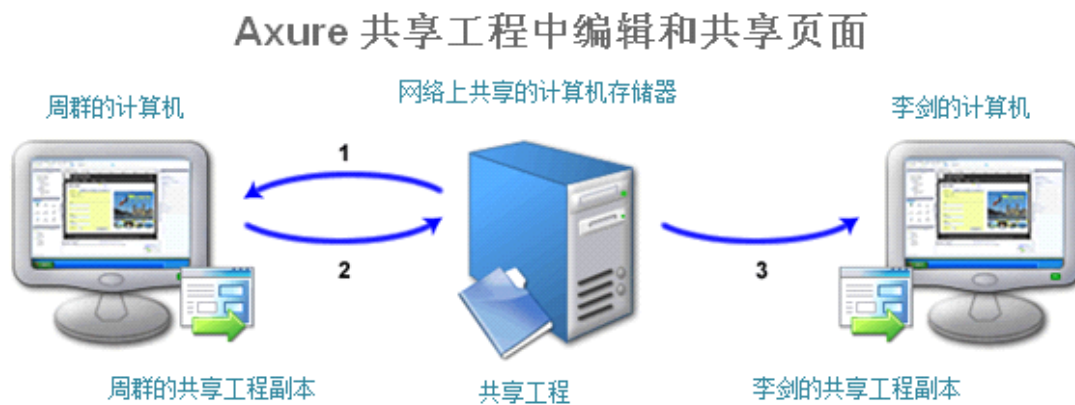 Axure 共享工程中编辑和共享页面
网络上共享的计算机存储器
周群的计算机
李剑的计算机
1
2
3
周群的共享工程副本
共享工程
李剑的共享工程副本